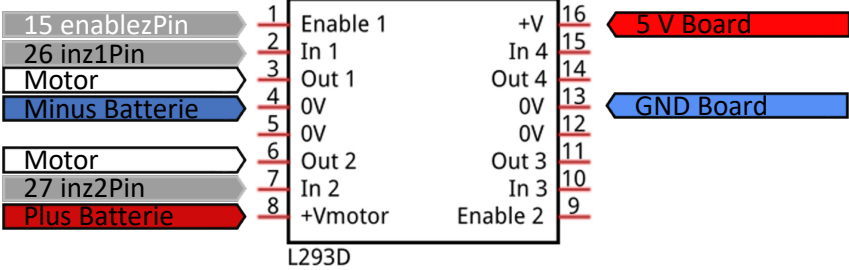 15 enablezPin
26 inz1Pin
Motor
Minus Batterie
Motor
27 inz2Pin
Plus Batterie
1
2
3
4
5
6
7
8
Enable 1
In 1
Out 1
0V
0V
Out 2
In 2
+Vmotor
+V
In 4
Out 4
0V
0V
Out 3
In 3
Enable 2
16
15
14
13
12
11
10
9
5 V Board
GND Board
L293D